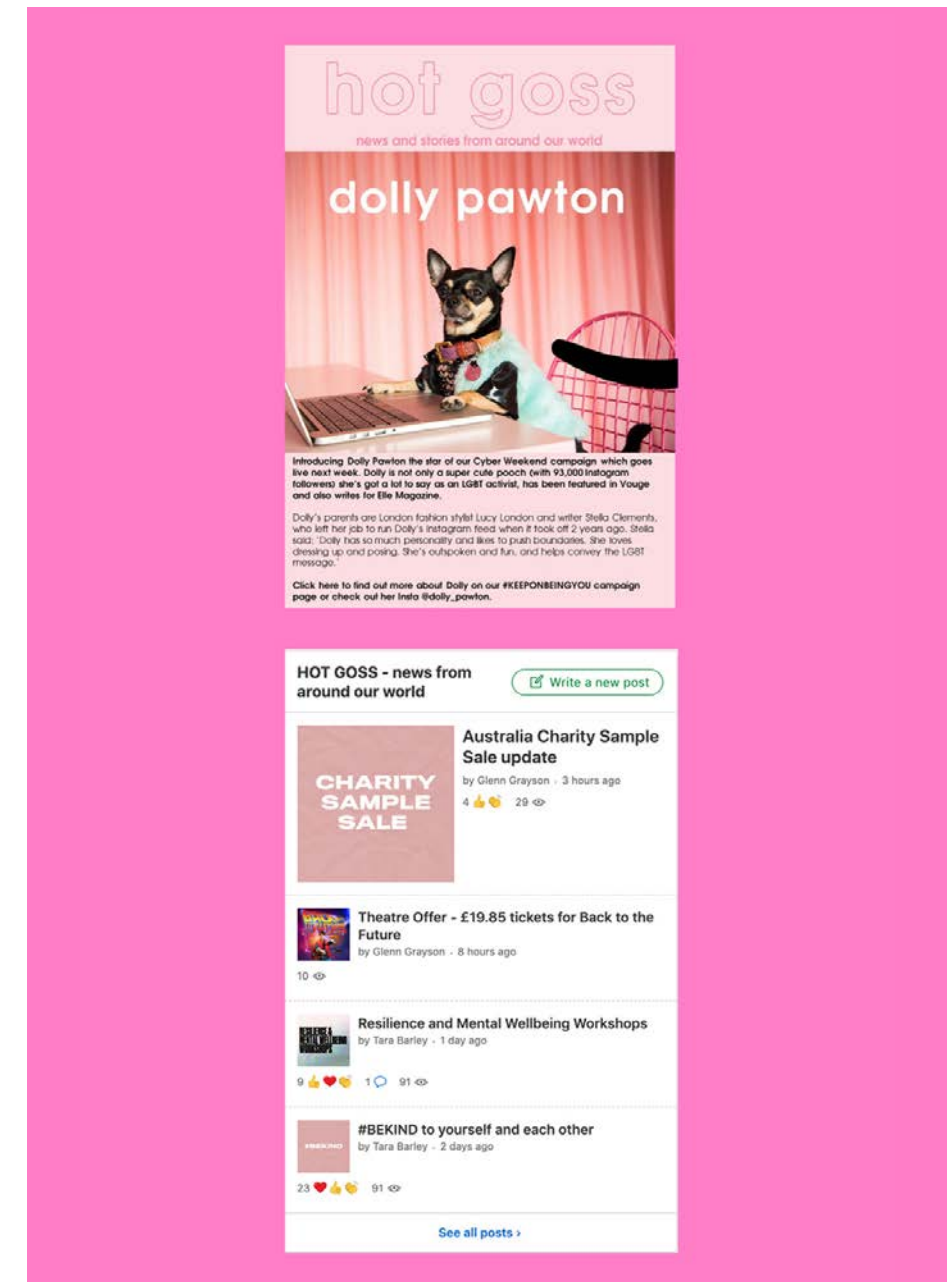 hot goss
news and stories from around our world
dolly pawton
Introducing Dolly Pawton the star of our Cyber Weekend campaign which goes
live next week. Dolly is not only a super cute pooch (with 93,000 Instagram
followers) she's got a lot to say as an LGBT activist, has been featured in Vouge
and also writes for Elle Magazine.
Dolly's parents are London fashion stylist Lucy London and writer Stella Clements,
who left her job to run Dolly's Instagram feed when it took off 2 years ago. Stella
said: 'Dolly has so much personality and likes to push boundaries. She loves
dressing up and posing. She's outspoken and fun, and helps convey the LGBT
message.'
Click here to find out more about Dolly on our #KEEPONBEINGYOU campaign
page or check out her Insta @dolly_pawton.
HOT GOSS - news from
around our world
Write a new post
CHARITY
SAMPLE
SALE
Australia Charity Sample
Sale update
by Glenn Grayson - 3 hours ago
4 29
Theatre Offer - £19.85 tickets for Back to the
Future
by Glenn Grayson - 8 hours ago
10
RESILIENCE &
MENTAL WELLBEING
WORKSHOPS
Resilience and Mental Wellbeing Workshops
by Tara Barley - 1 day ago
9 1 91
#BEKIND
#BEKIND to yourself and each other
by Tara Barley - 2 days ago
23 91
See all posts ›